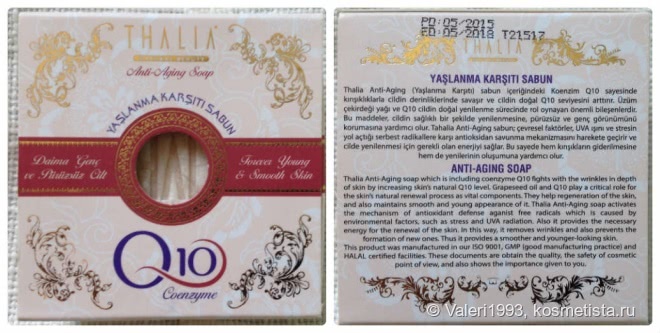 THALIA
Anti-Aging Soap
YAŞLANMA KARŞITI SABUN
Daima Genç
ve Pürüzsüz Cilt
Forever Young
& Smooth Skin
Q10
Coenzyme
PD:05/2015
ED:05/2018 T21517
THALIA
YAŞLANMA KARŞITI SABUN
Thalia Anti-Aging (Yaşlanma Karşıtı) sabun içeriğindeki Koenzim Q10 sayesinde
kırışıklıklarla cildin derinliklerinde savaşır ve cildin doğal Q10 seviyesini arttırır. Üzüm
çekirdeği yağı ve Q10 cildin doğal yenilenme sürecinde rol oynayan önemli bileşenlerdir.
Bu maddeler, cildin sağlıklı bir şekilde yenilenmesine, pürüzsüz ve genç görünümünü
korumasına yardımcı olur. Thalia Anti-Aging sabun; çevresel faktörler, UVA ışını ve stresin
yol açtığı serbest radikallere karşı antioksidan savunma mekanizmasını harekete geçirir ve
cilde yenilenmesi için gerekli olan enerjiyi sağlar. Bu sayede hem kırışıkların giderilmesine
hem de yenilerinin oluşumuna yardımcı olur.
ANTI-AGING SOAP
Thalia Anti-Aging soap which is including coenzyme Q10 fights with the wrinkles in depth
of skin by increasing skin's natural Q10 level. Grapeseed oil and Q10 play a critical role for
the skin's natural renewal process as vital components. They help regeneration of the skin,
and also maintains smooth and young appearance of it. Thalia Anti-Aging soap activates
the mechanism of antioxidant defense aganist free radicals which is caused by
environmental factors, such as stress and UVA radiation. Also it provides the necessary
energy for the renewal of the skin. In this way, it removes wrinkles and also prevents the
formation of new ones. Thus it provides a smoother and younger-looking skin.
This product was manufactured in our ISO 9001, GMP (good manufacturing practice) and
HALAL certified facilities. These documents are obtain the quality, the safety of cosmetic
point of view, and also shows the importance given to you.
© Valeri1993, kosmetista.ru